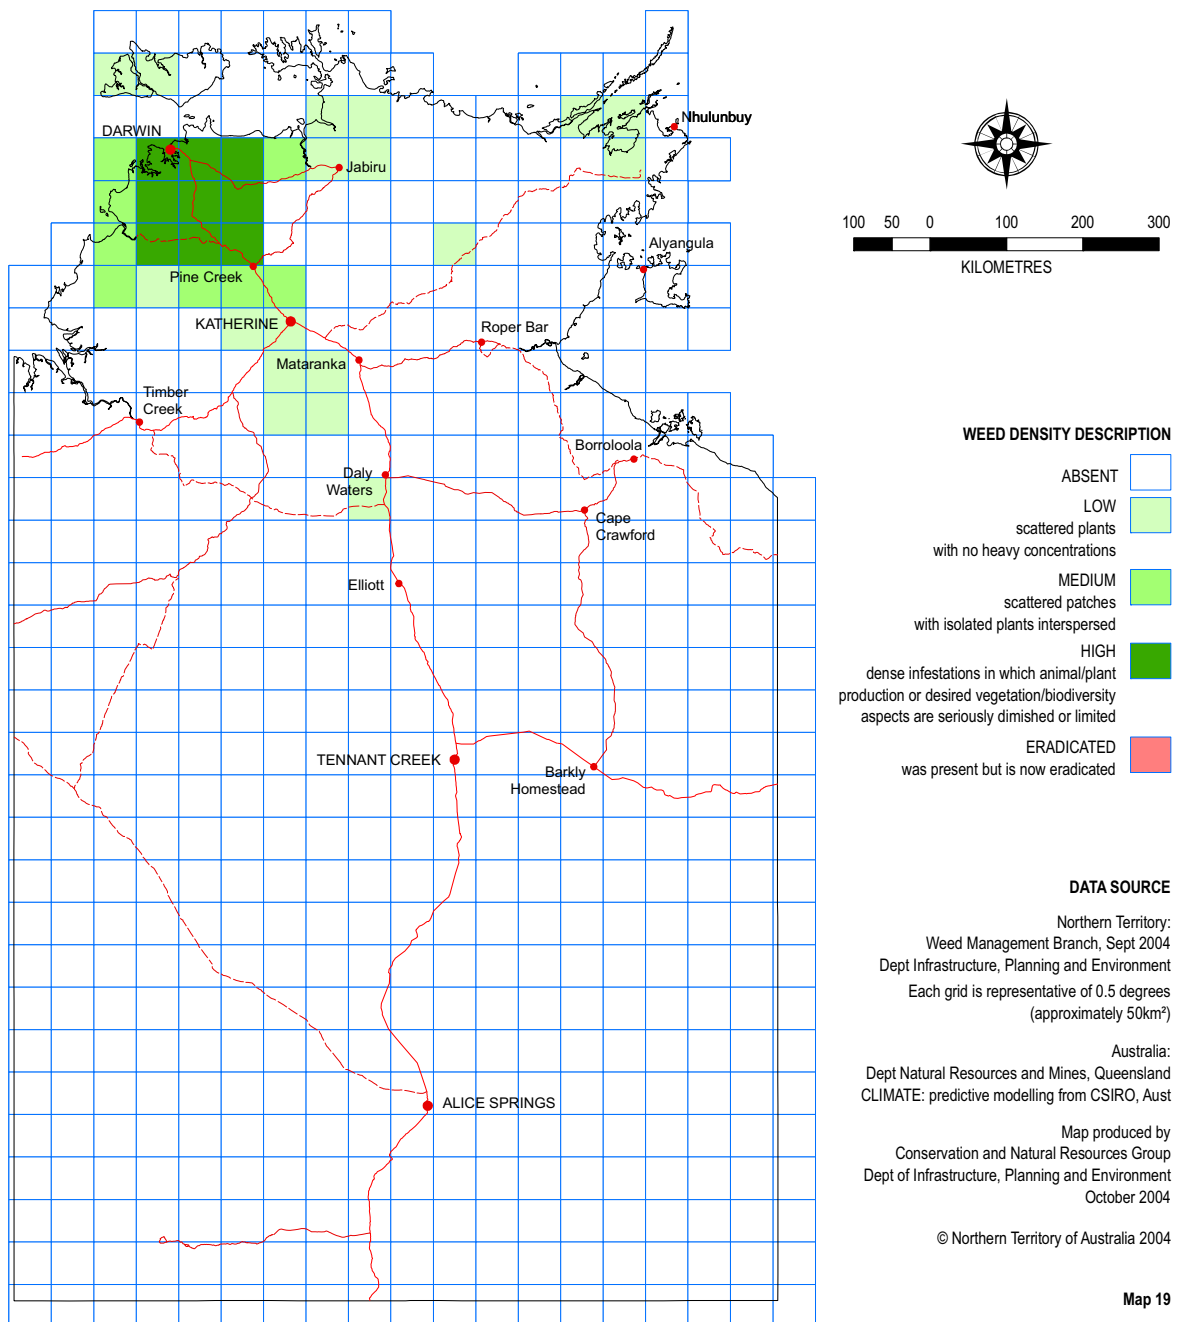 DARWIN
Nhulunbuy
Jabiru
Alyangula
Pine Creek
KATHERINE
Roper Bar
Mataranka
Timber
Creek
Borroloola
Daly
Waters
Cape
Crawford
Elliott
TENNANT CREEK
Barkly
Homestead
ALICE SPRINGS
100 50 0 100 200 300
KILOMETRES
WEED DENSITY DESCRIPTION
ABSENT
LOW
scattered plants
with no heavy concentrations
MEDIUM
scattered patches
with isolated plants interspersed
HIGH
dense infestations in which animal/plant
production or desired vegetation/biodiversity
aspects are seriously dimished or limited
ERADICATED
was present but is now eradicated
DATA SOURCE
Northern Territory:
Weed Management Branch, Sept 2004
Dept Infrastructure, Planning and Environment
Each grid is representative of 0.5 degrees
(approximately 50km²)
Australia:
Dept Natural Resources and Mines, Queensland
CLIMATE: predictive modelling from CSIRO, Aust
Map produced by
Conservation and Natural Resources Group
Dept of Infrastructure, Planning and Environment
October 2004
© Northern Territory of Australia 2004
Map 19